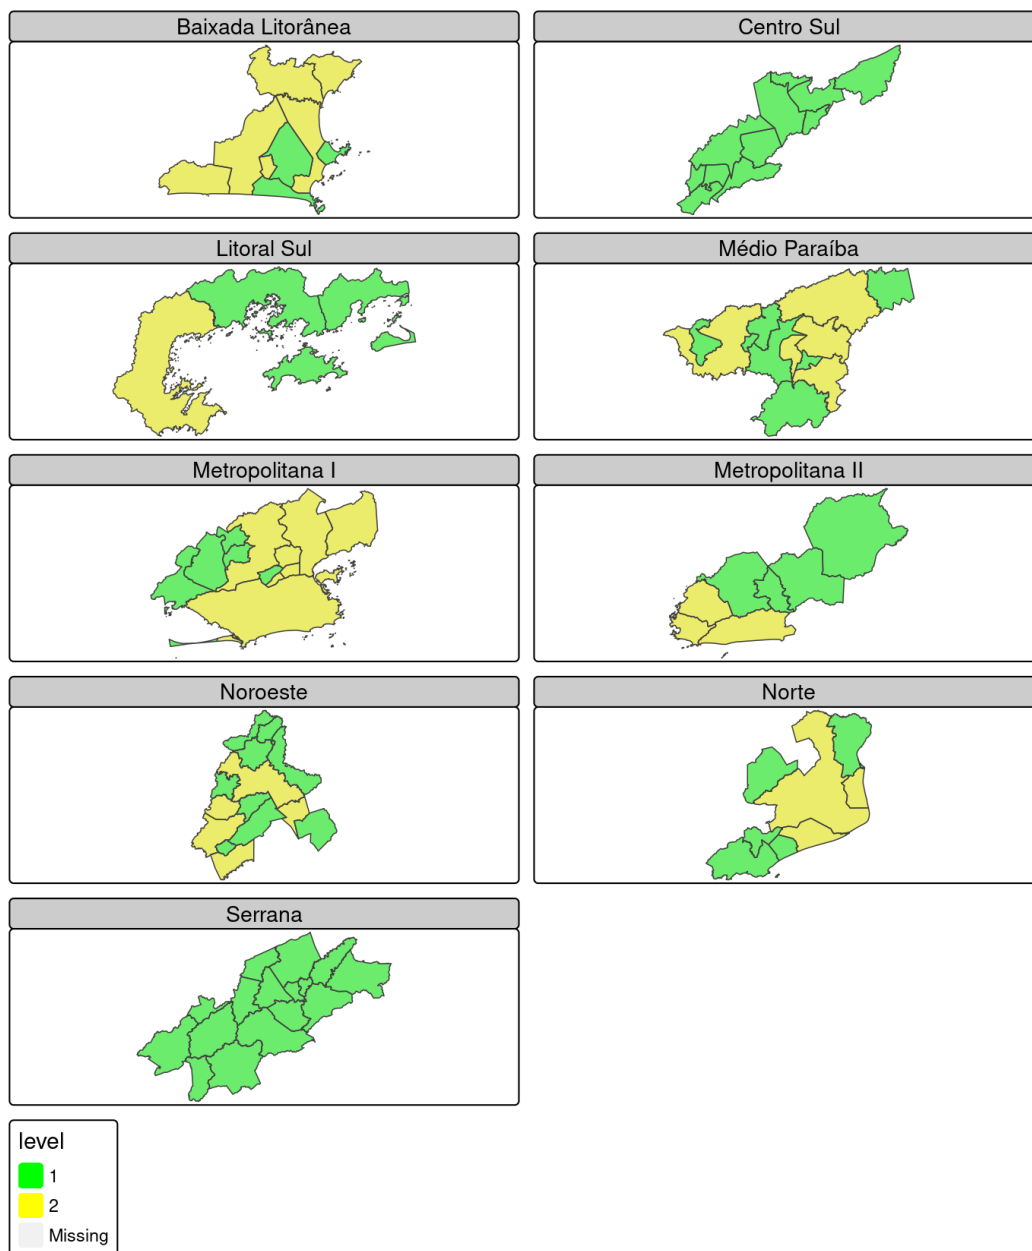 Baixada Litorânea
Centro Sul
Litoral Sul
Médio Paraíba
Metropolitana I
Metropolitana II
Noroeste
Norte
Serrana
level
1
2
Missing